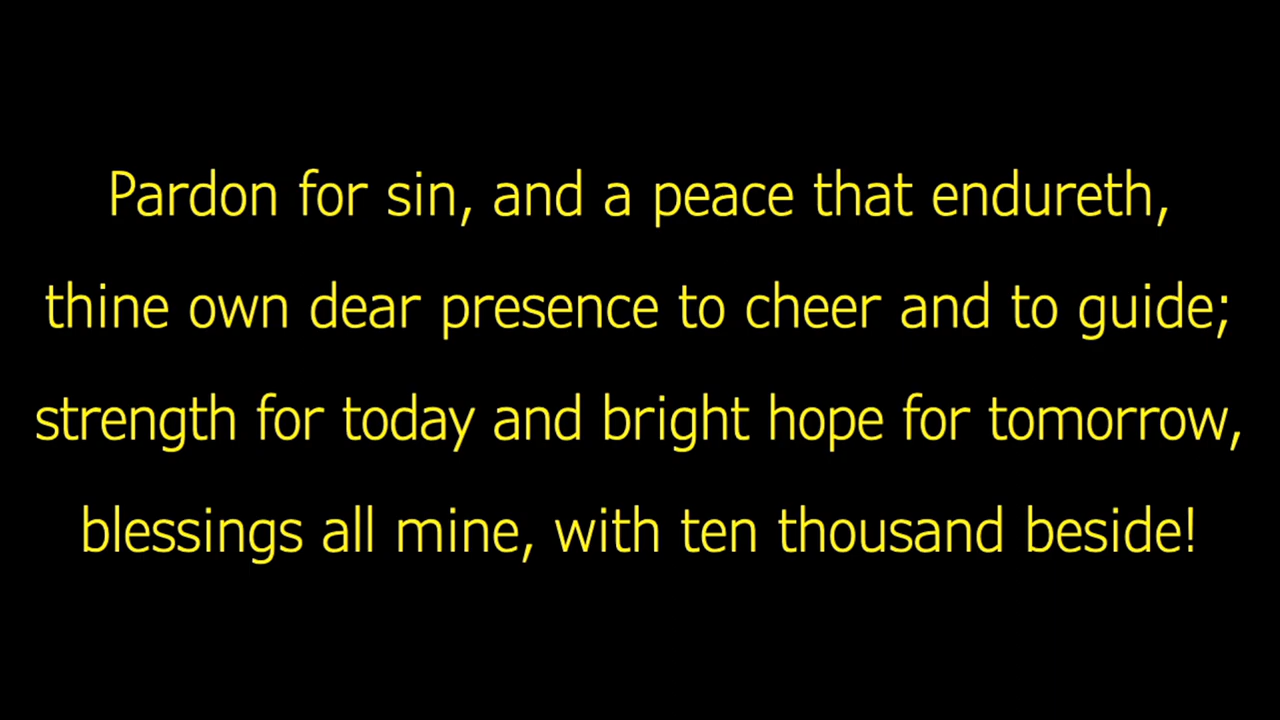 Pardon for sin, and a peace that endureth,
thine own dear presence to cheer and to guide;
strength for today and bright hope for tomorrow,
blessings all mine, with ten thousand beside!